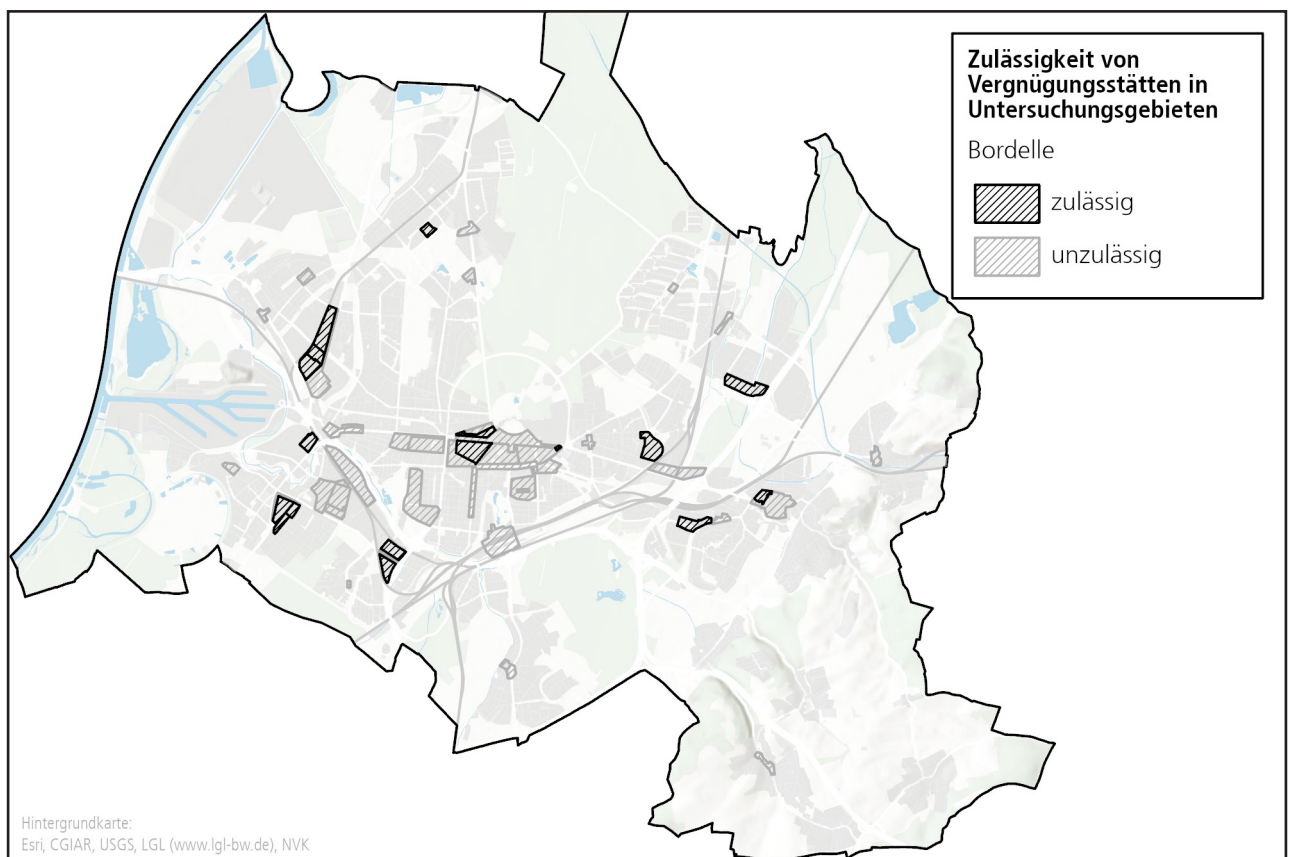 Zulässigkeit von
Vergnügungsstätten in
Untersuchungsgebieten
Bordelle
zulässig
unzulässig
Hintergrundkarte:
Esri, CGIAR, USGS, LGL (www.lgl-bw.de), NVK